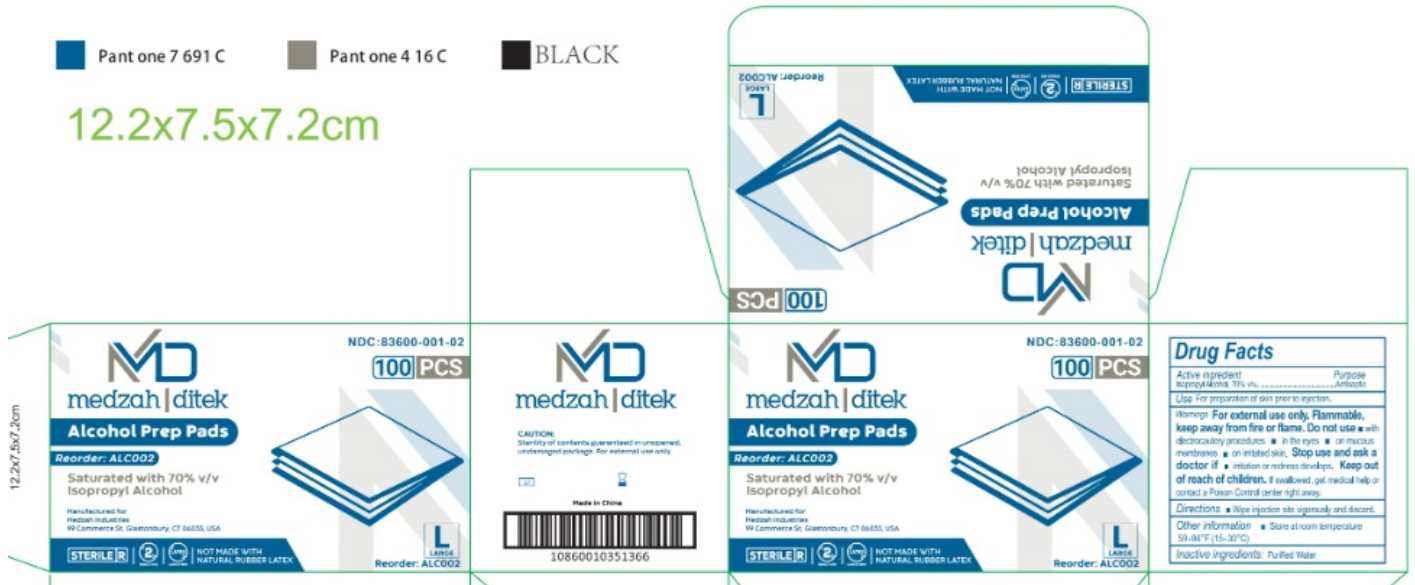 Pant one 7 691 C
Pant one 4 16 C
BLACK
12.2x7.5x7.2cm
Reorder: ALC002
L
LARGE
NOT MADE WITH
NATURAL RUBBER LATEX
STERILE R
Saturated with 70% v/v
Isopropyl Alcohol
Alcohol Prep Pads
medzah|ditek
MD
100 PCS
12.2x7.5x7.2cm
MD
NDC:83600-001-02
100 PCS
medzah|ditek
Alcohol Prep Pads
Reorder: ALC002
Saturated with 70% v/v
Isopropyl Alcohol
Manufactured for
Medzah Industries
99 Commerce St, Glastonbury, CT 06033, USA
STERILE R
2
NOT MADE WITH
NATURAL RUBBER LATEX
L
LARGE
Reorder: ALC002
CAUTION:
Sterility of contents guaranteed in unopened,
undamaged package. For external use only.
Made in China
10860010351366
MD
NDC:83600-001-02
100 PCS
medzah|ditek
Alcohol Prep Pads
Reorder: ALC002
Saturated with 70% v/v
Isopropyl Alcohol
Manufactured for
Medzah Industries
99 Commerce St, Glastonbury, CT 06033, USA
STERILE R
2
NOT MADE WITH
NATURAL RUBBER LATEX
L
LARGE
Reorder: ALC002
Drug Facts
Active ingredient Purpose
Isopropyl Alcohol, 70% v/v Antiseptic
Use For preparation of skin prior to injection.
Warnings For external use only. Flammable,
keep away from fire or flame. Do not use ■ with
electrocautery procedures ■ in the eyes ■ on mucous
membranes ■ on irritated skin. Stop use and ask a
doctor if ■ irritation or redness develops. Keep out
of reach of children. If swallowed, get medical help or
contact a Poison Control center right away.
Directions ■ Wipe injection site vigorously and discard.
Other information ■ Store at room temperature
59-86°F (15-30°C)
Inactive ingredients: Purified Water